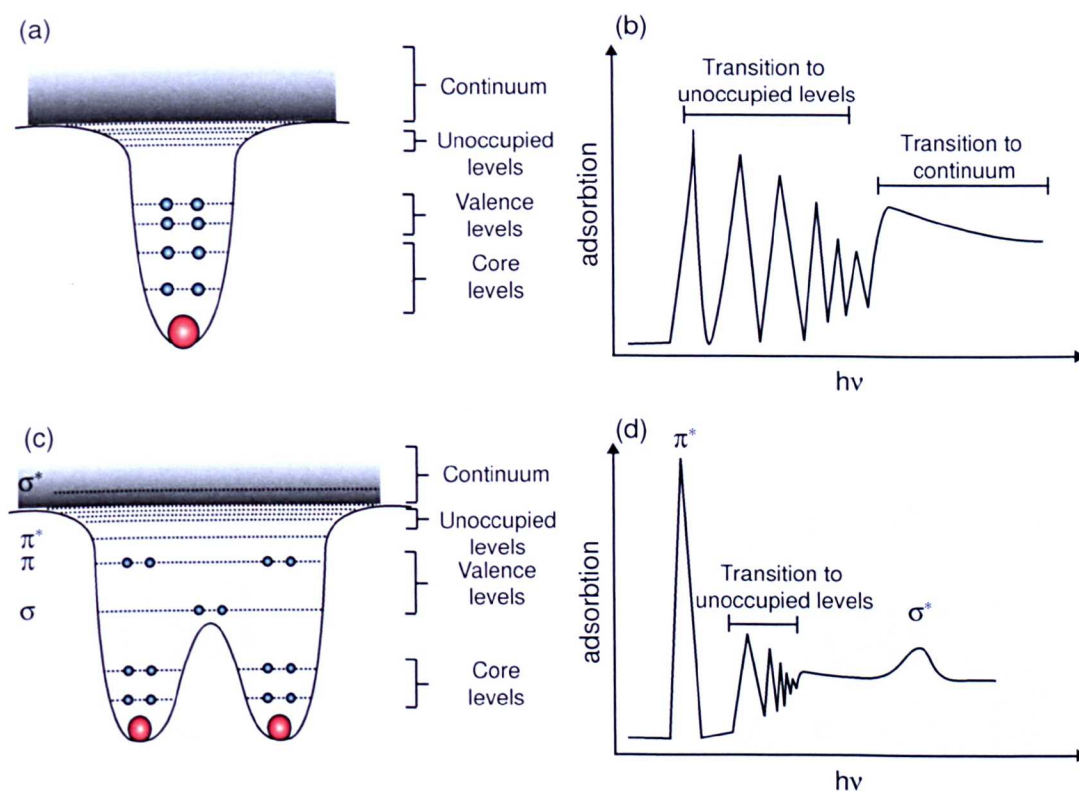 (a)
Continuum
Unoccupied
levels
Valence
levels
Core
levels
(b)
adsorbtion
Transition to
unoccupied levels
Transition to
continuum
hν
(c)
σ*
π*
π
σ
Continuum
Unoccupied
levels
Valence
levels
Core
levels
(d)
adsorbtion
π*
Transition to
unoccupied levels
σ*
hν